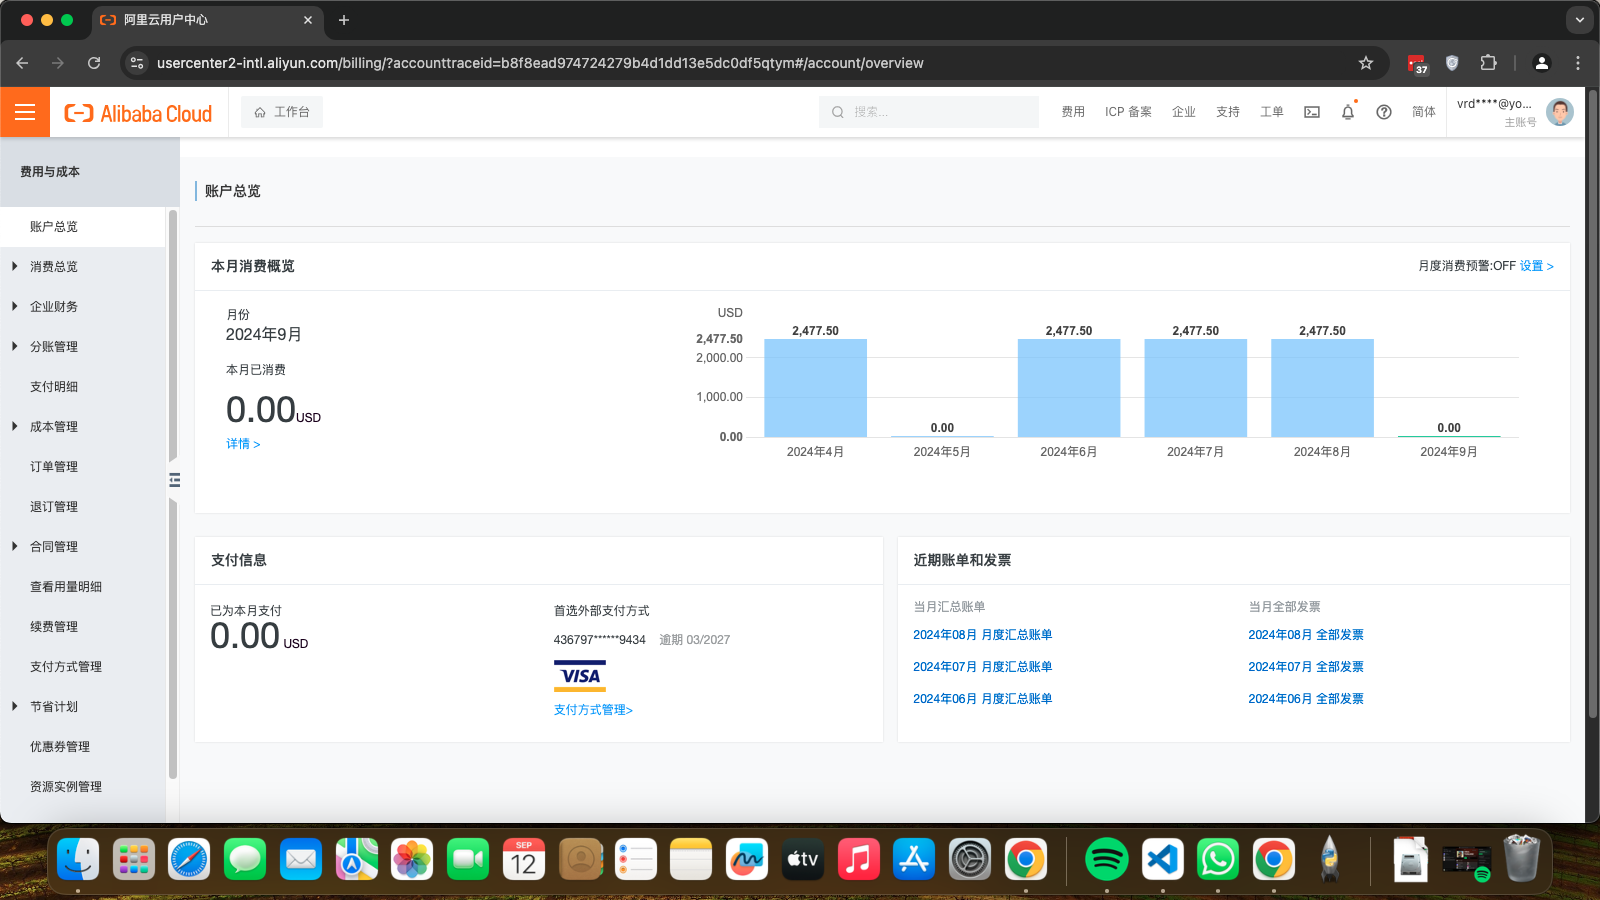 阿里云用户中心
usercenter2-intl.aliyun.com/billing/?accounttraceid=b8f8ead974724279b4d1dd13e5dc0df5qtym#/account/overview
37
Alibaba Cloud
工作台
搜索...
费用
ICP 备案
企业
支持
工单
简体
vrd****@yo...
主账号
费用与成本
账户总览
消费总览
企业财务
分账管理
支付明细
成本管理
订单管理
退订管理
合同管理
查看用量明细
续费管理
支付方式管理
节省计划
优惠券管理
资源实例管理
账户总览
本月消费概览
月度消费预警:OFF 设置 >
月份
2024年9月
本月已消费
0.00 USD
详情 >
USD
2,477.50
2,000.00
1,000.00
0.00
2,477.50
0.00
2,477.50
2,477.50
2,477.50
0.00
2024年4月
2024年5月
2024年6月
2024年7月
2024年8月
2024年9月
支付信息
已为本月支付
0.00 USD
首选外部支付方式
436797******9434 逾期 03/2027
VISA
支付方式管理>
近期账单和发票
当月汇总账单
2024年08月 月度汇总账单
2024年07月 月度汇总账单
2024年06月 月度汇总账单
当月全部发票
2024年08月 全部发票
2024年07月 全部发票
2024年06月 全部发票
SEP
12
tv